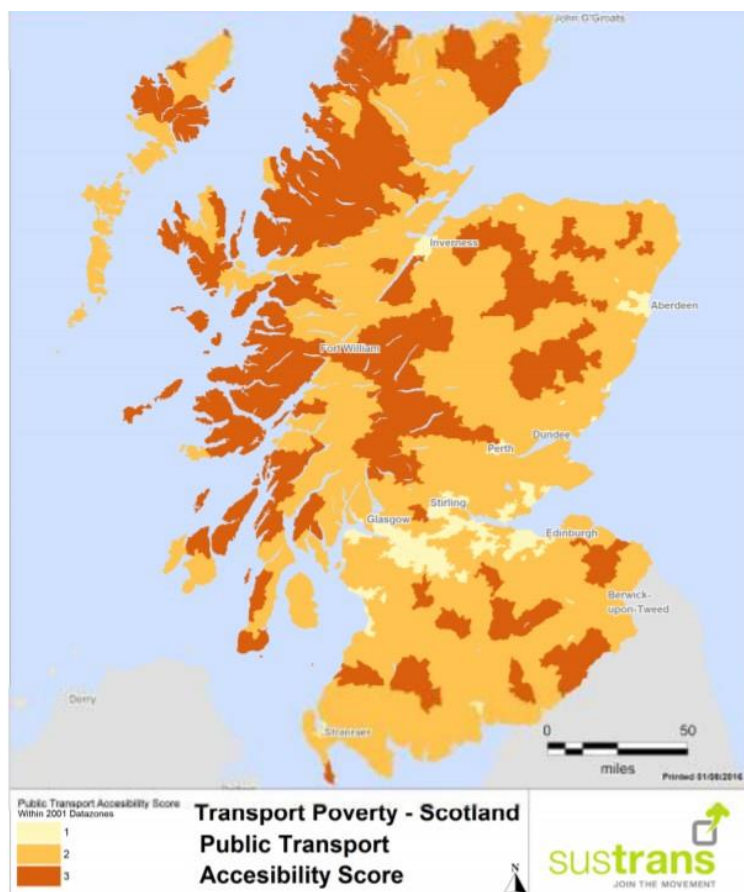 John O'Groats
Inverness
Aberdeen
Fort William
Dundee
Perth
Stirling
Glasgow
Edinburgh
Berwick-
upon-Tweed
Derry
Stranraer
0 50
miles
Printed 01/06/2016
Public Transport Accesibility Score
Within 2001 Datazones
1
2
3
Transport Poverty - Scotland
Public Transport
Accesibility Score
N
sustrans
JOIN THE MOVEMENT